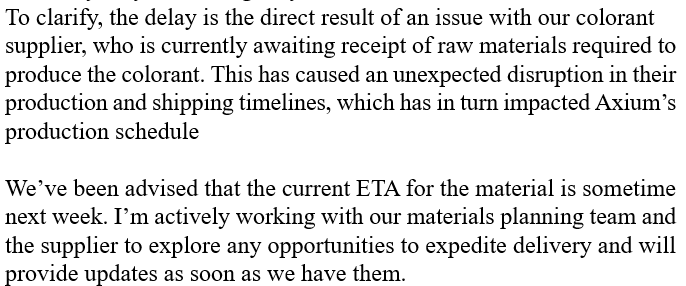 To clarify, the delay is the direct result of an issue with our colorant
supplier, who is currently awaiting receipt of raw materials required to
produce the colorant. This has caused an unexpected disruption in their
production and shipping timelines, which has in turn impacted Axium’s
production schedule
We’ve been advised that the current ETA for the material is sometime
next week. I’m actively working with our materials planning team and
the supplier to explore any opportunities to expedite delivery and will
provide updates as soon as we have them.